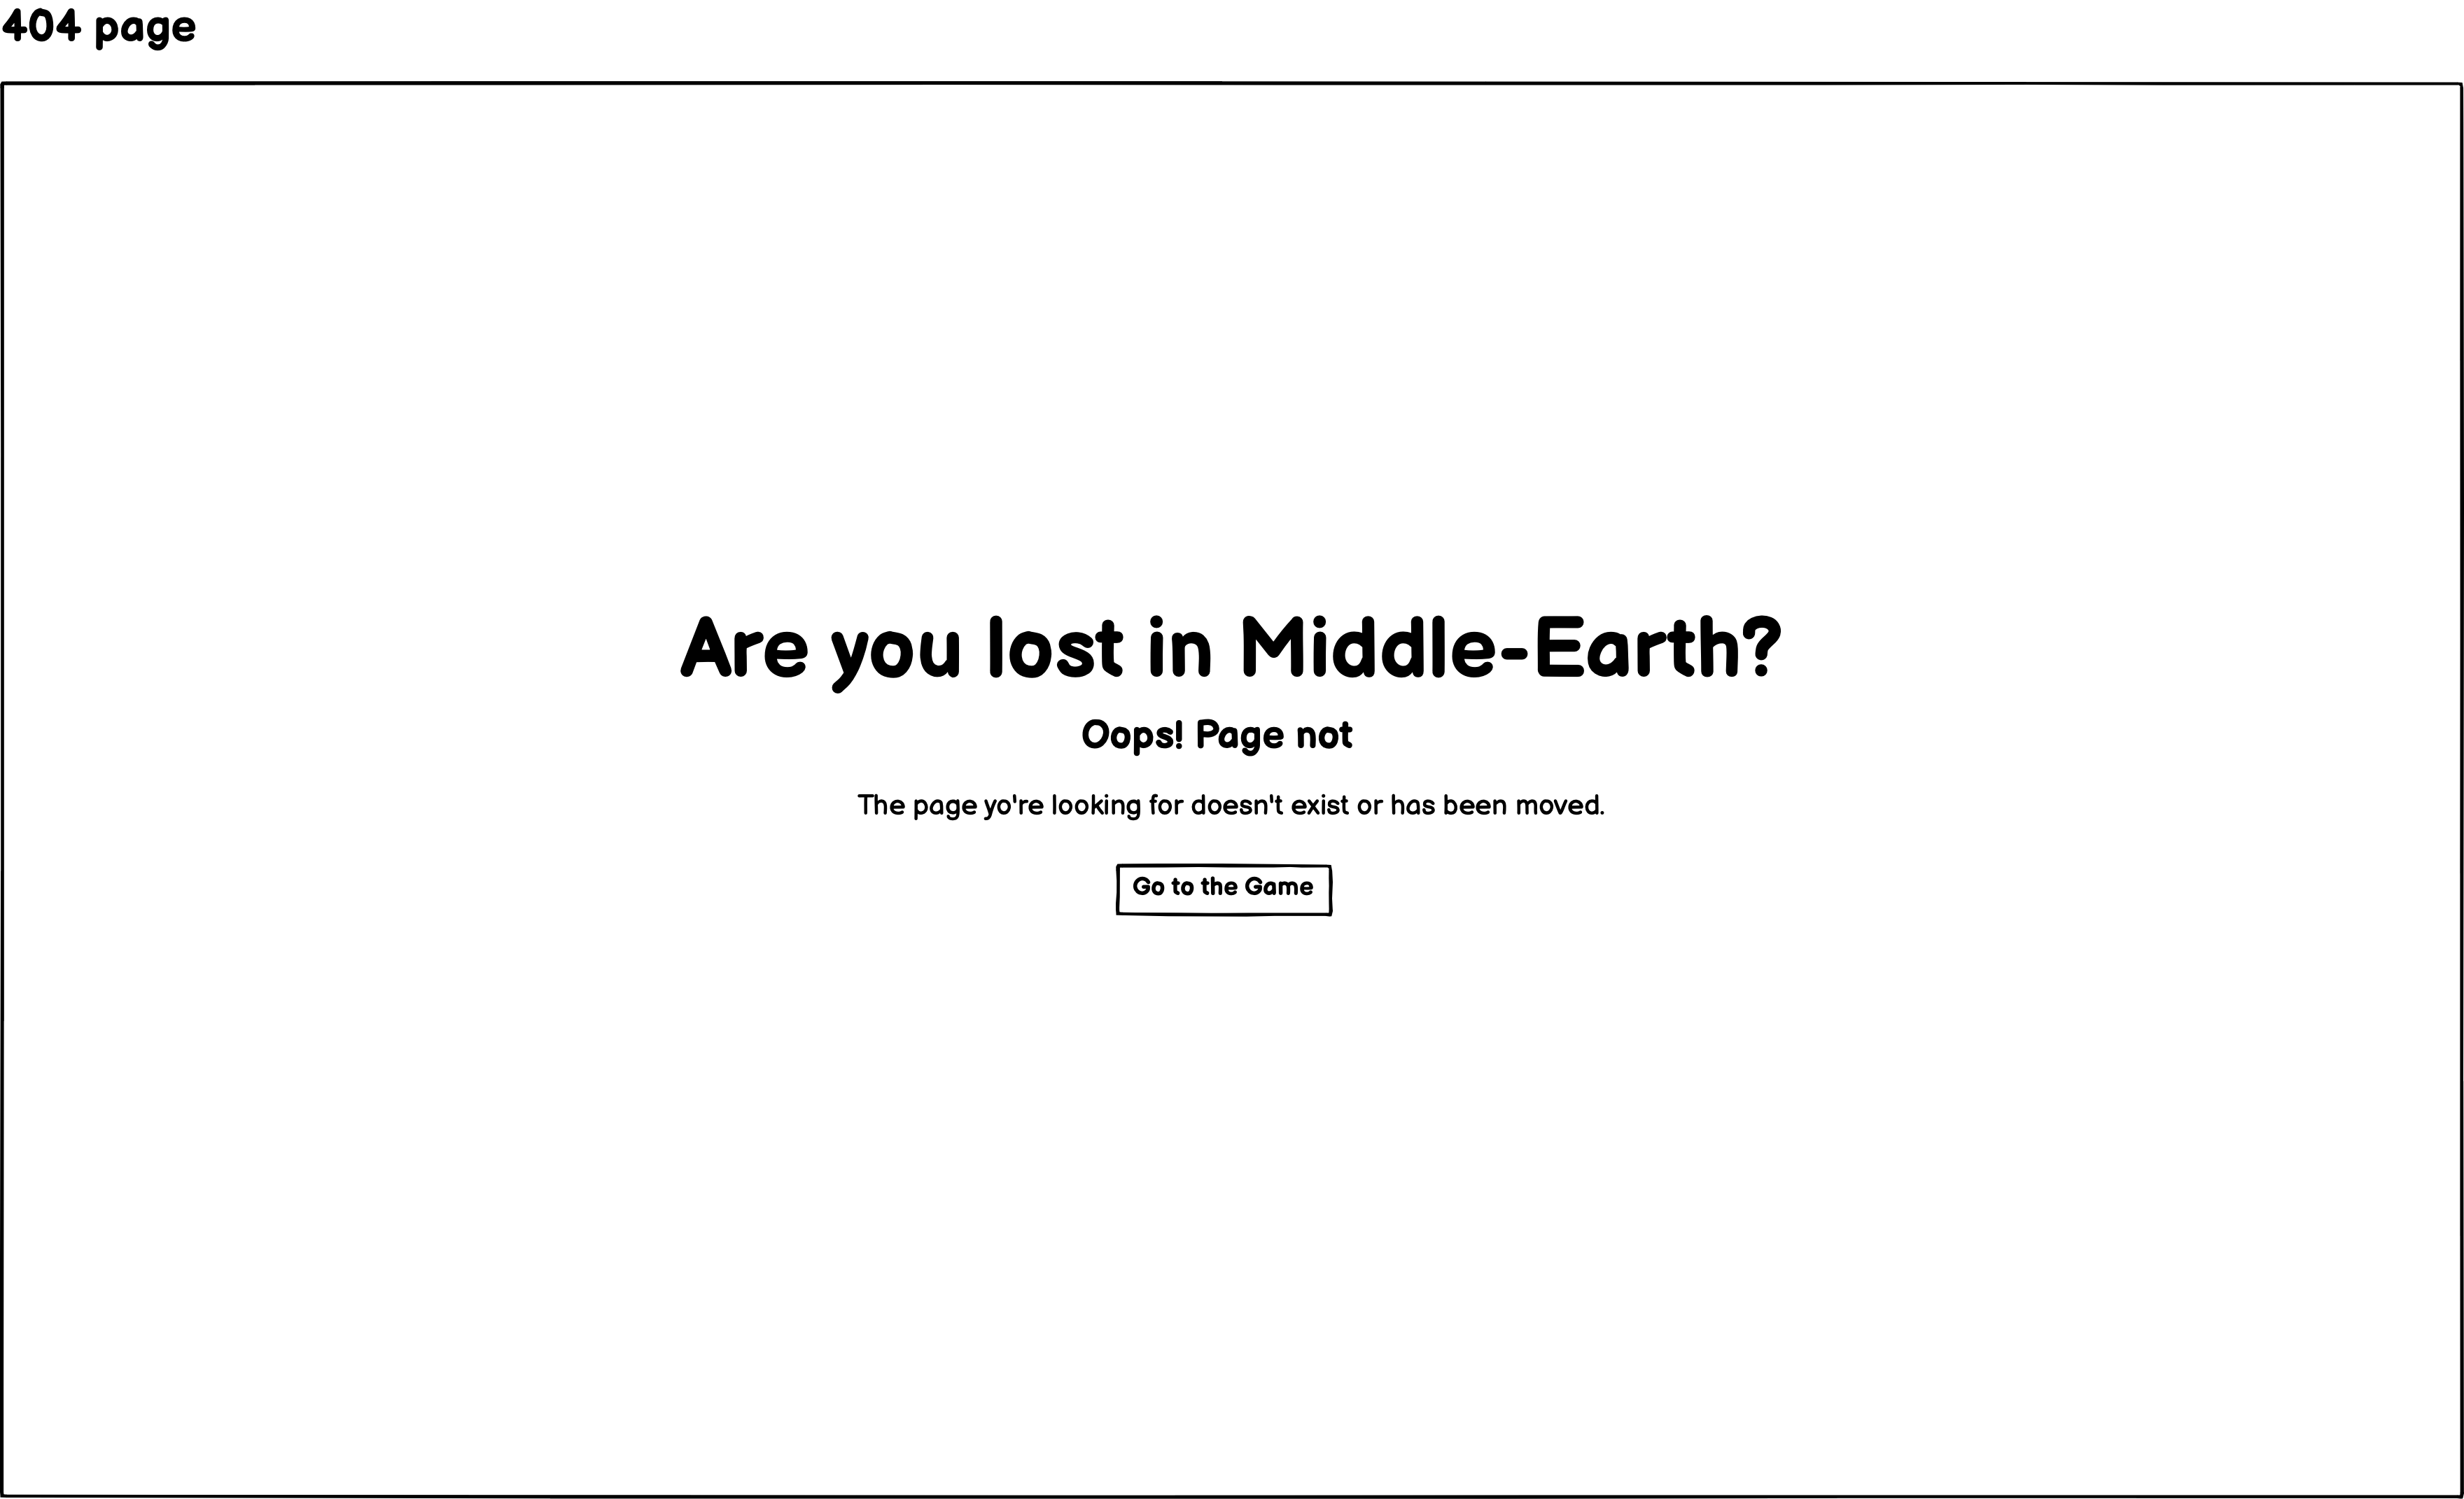 404 page
Are you lost in Middle-Earth?
Oops! Page not
The page yo're looking for doesn't exist or has been moved.
Go to the Game